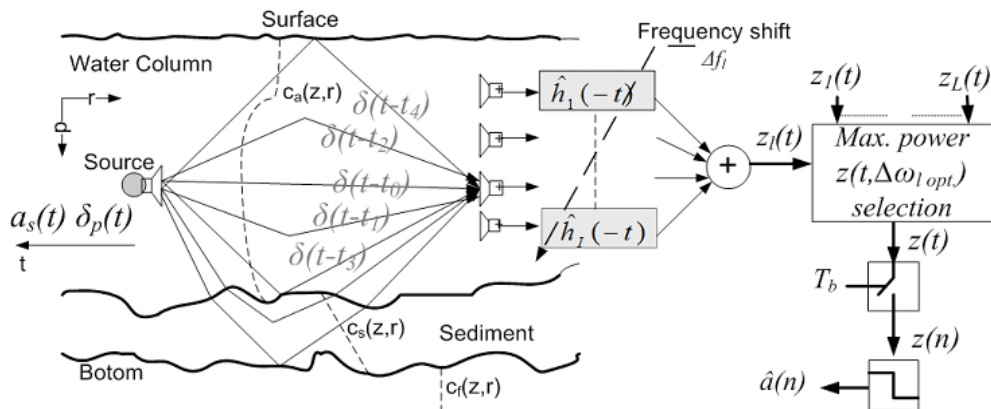 Surface
Water Column
r
d
Source
a_s(t) δ_p(t)
t
c_a(z,r)
δ(t-t_4)
δ(t-t_2)
δ(t-t_0)
δ(t-t_1)
δ(t-t_3)
c_s(z,r)
Sediment
Botom
c_f(z,r)
Frequency shift
Δf_l
ĥ_1(-t)
ĥ_I(-t)
+
z_l(t)
z_1(t)
z_L(t)
Max. power
z(t,Δω_{l opt.})
selection
z(t)
T_b
z(n)
â(n)